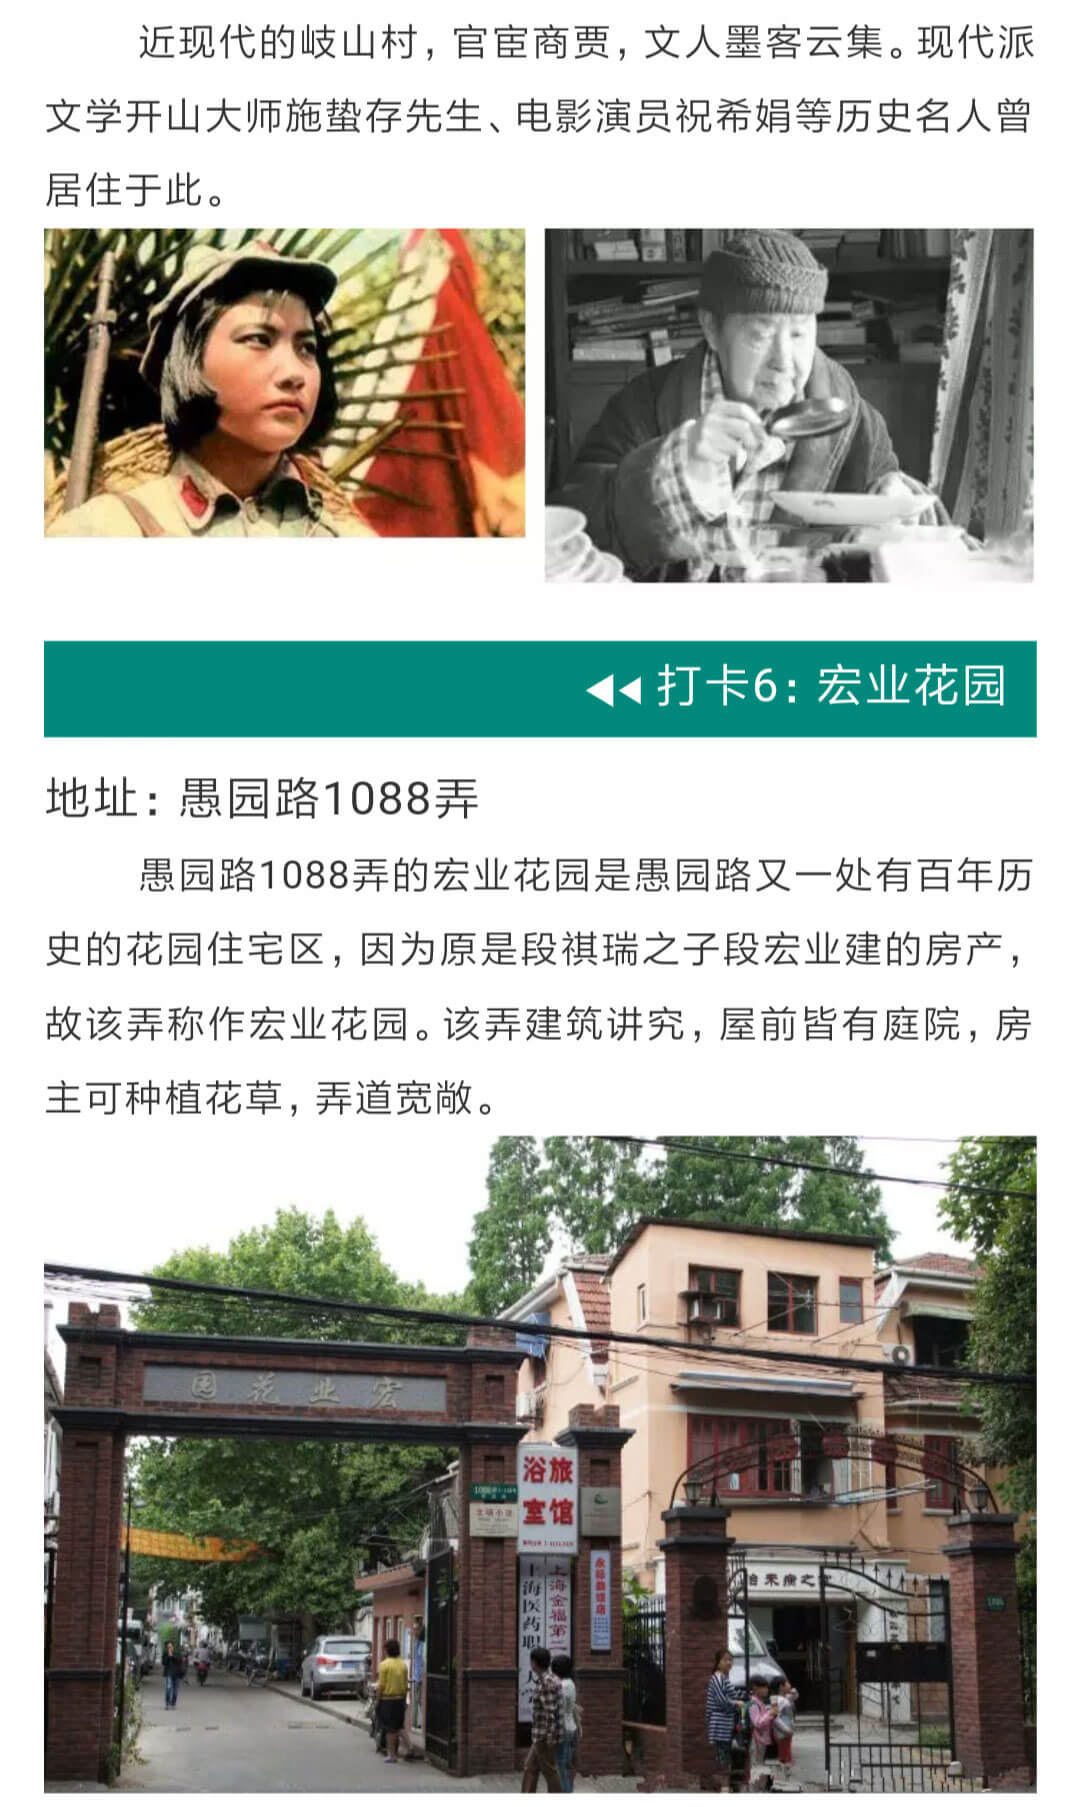 近现代的岐山村，官宦商贾，文人墨客云集。现代派
文学开山大师施蛰存先生、电影演员祝希娟等历史名人曾
居住于此。
◀◀ 打卡6：宏业花园
地址：愚园路1088弄
愚园路1088弄的宏业花园是愚园路又一处有百年历
史的花园住宅区，因为原是段祺瑞之子段宏业建的房产，
故该弄称作宏业花园。该弄建筑讲究，屋前皆有庭院，房
主可种植花草，弄道宽敞。
园花业宏
浴旅
室馆
上海医药职
上海金福第二
治未病之